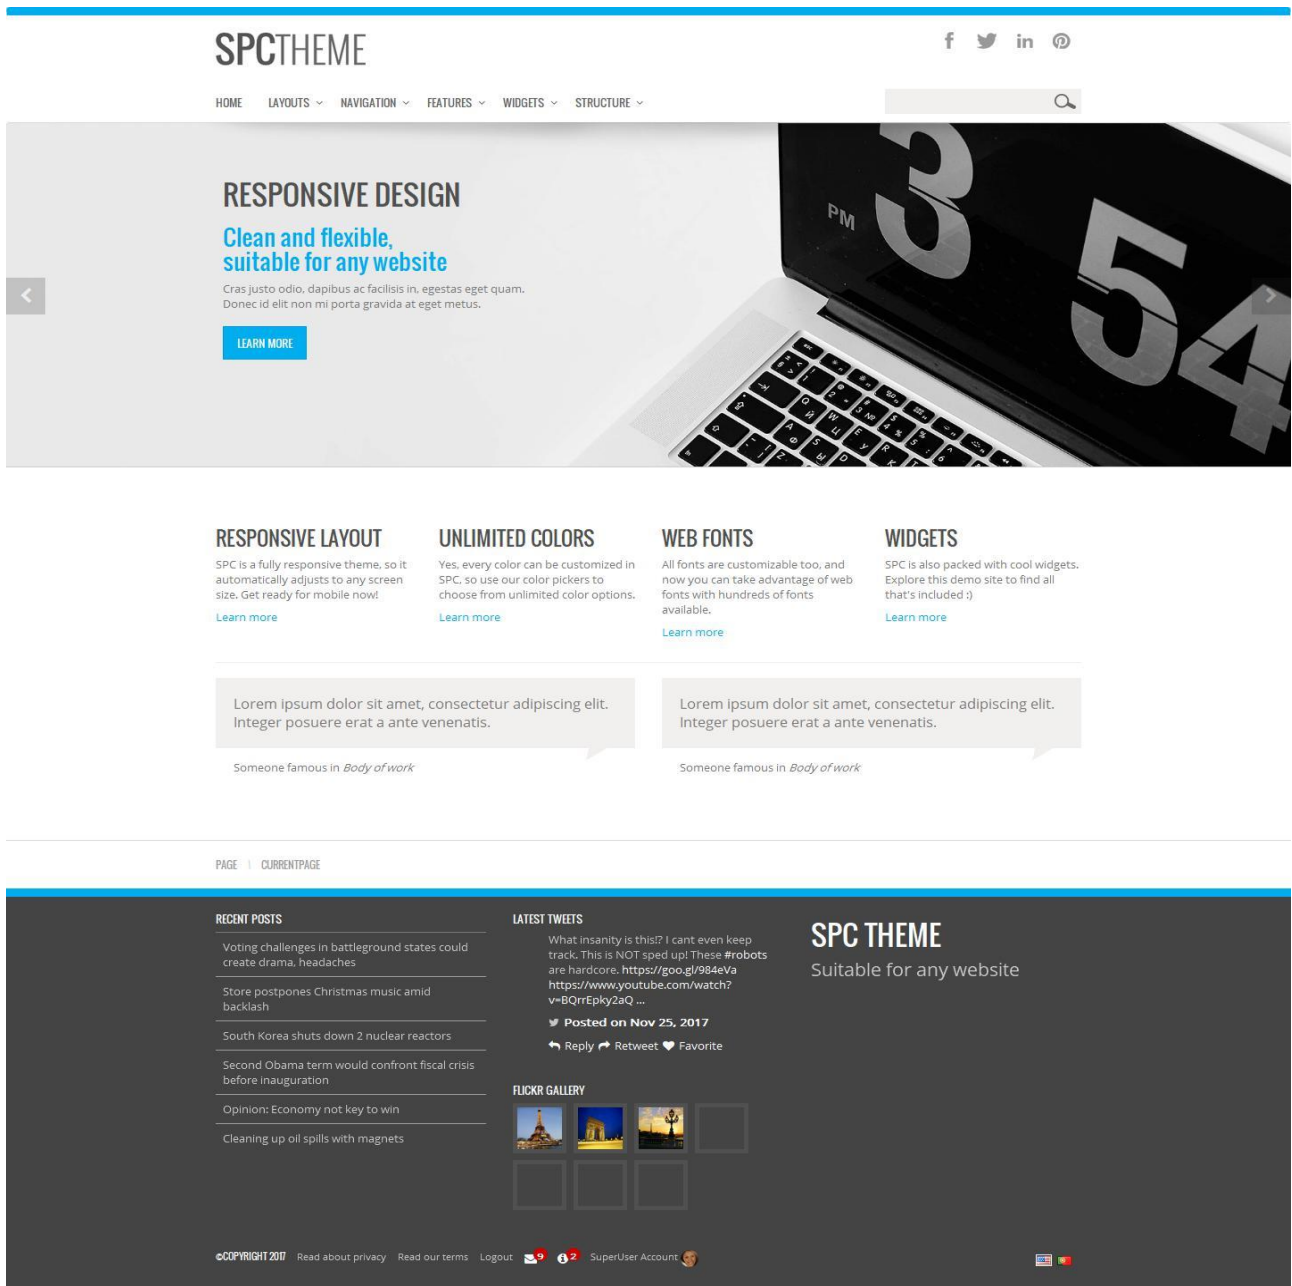 SPCTHEME
HOME LAYOUTS NAVIGATION FEATURES WIDGETS STRUCTURE
RESPONSIVE DESIGN
Clean and flexible,
suitable for any website
Cras justo odio, dapibus ac facilisis in, egestas eget quam.
Donec id elit non mi porta gravida at eget metus.
LEARN MORE
PM
3 54
RESPONSIVE LAYOUT
SPC is a fully responsive theme, so it
automatically adjusts to any screen
size. Get ready for mobile now!
Learn more
UNLIMITED COLORS
Yes, every color can be customized in
SPC, so use our color pickers to
choose from unlimited color options.
Learn more
WEB FONTS
All fonts are customizable too, and
now you can take advantage of web
fonts with hundreds of fonts
available.
Learn more
WIDGETS
SPC is also packed with cool widgets.
Explore this demo site to find all
that's included :)
Learn more
Lorem ipsum dolor sit amet, consectetur adipiscing elit.
Integer posuere erat a ante venenatis.
Someone famous in Body of work
Lorem ipsum dolor sit amet, consectetur adipiscing elit.
Integer posuere erat a ante venenatis.
Someone famous in Body of work
PAGE | CURRENTPAGE
RECENT POSTS
Voting challenges in battleground states could
create drama, headaches
Store postpones Christmas music amid
backlash
South Korea shuts down 2 nuclear reactors
Second Obama term would confront fiscal crisis
before inauguration
Opinion: Economy not key to win
Cleaning up oil spills with magnets
LATEST TWEETS
What insanity is this!? I cant even keep
track. This is NOT sped up! These #robots
are hardcore. https://goo.gl/984eVa
https://www.youtube.com/watch?
v=BQrrEpky2aQ ...
Posted on Nov 25, 2017
Reply Retweet Favorite
FLICKR GALLERY
SPC THEME
Suitable for any website
©COPYRIGHT 2017 Read about privacy Read our terms Logout 9 2 SuperUser Account